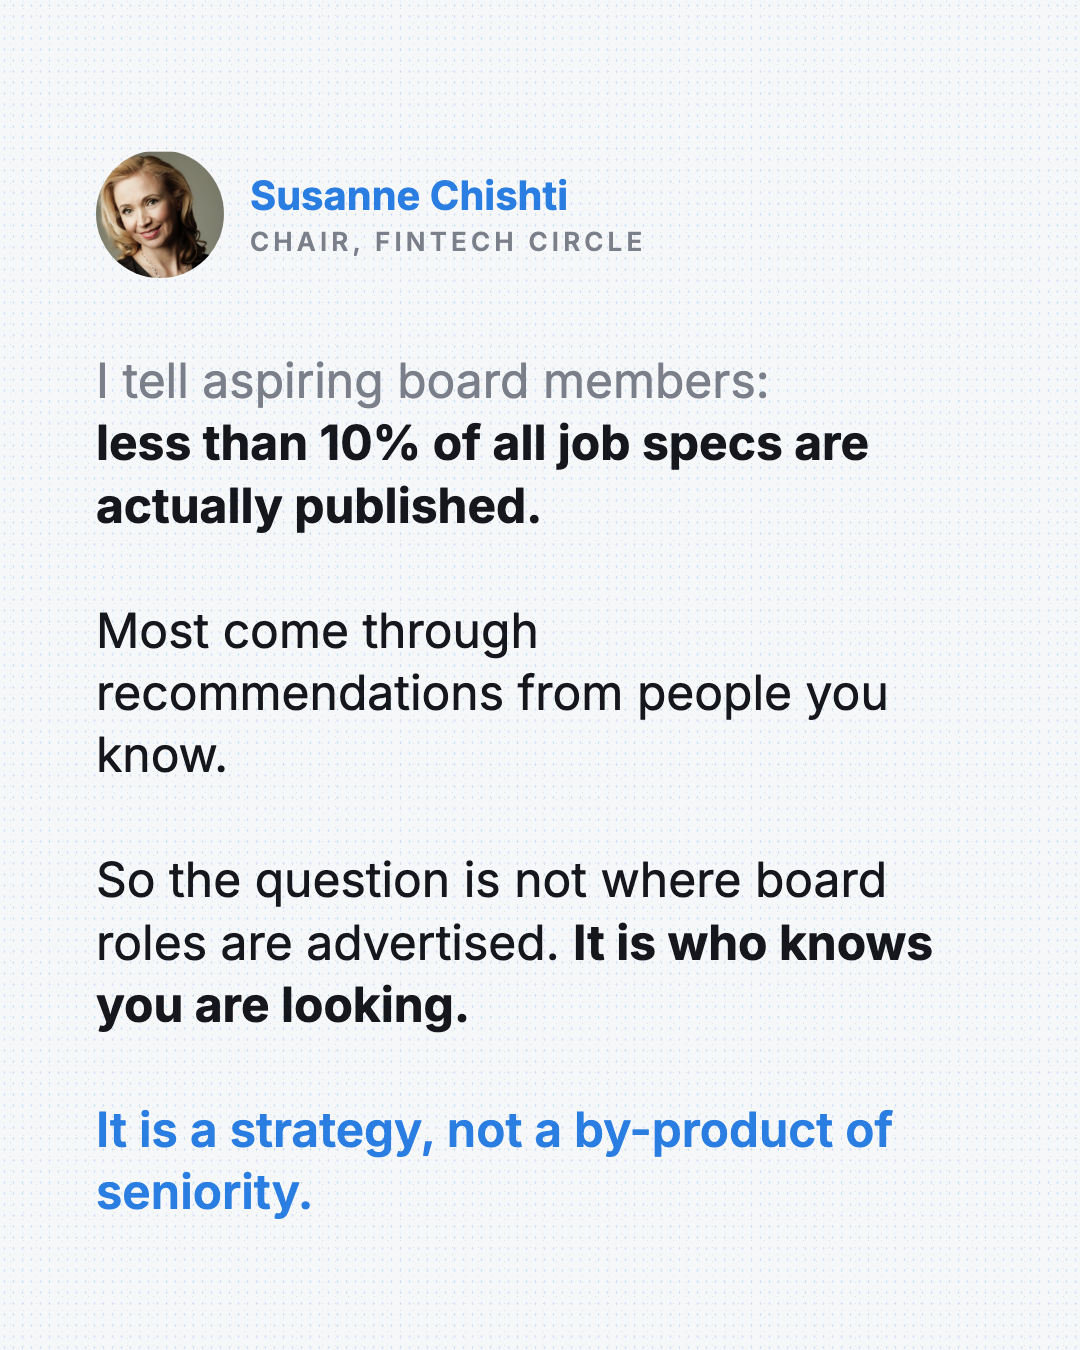 Susanne Chishti
CHAIR, FINTECH CIRCLE
I tell aspiring board members:
less than 10% of all job specs are
actually published.
Most come through
recommendations from people you
know.
So the question is not where board
roles are advertised. It is who knows
you are looking.
It is a strategy, not a by-product of
seniority.